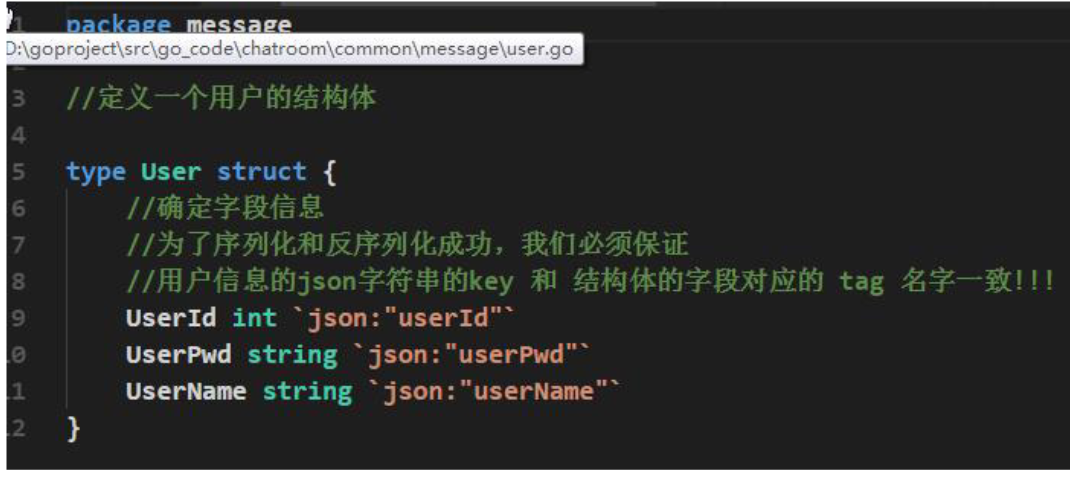 1 package message
D:\goproject\src\go_code\chatroom\common\message\user.go
2
3 //定义一个用户的结构体
4
5 type User struct {
6 //确定字段信息
7 //为了序列化和反序列化成功，我们必须保证
8 //用户信息的json字符串的key 和 结构体的字段对应的 tag 名字一致!!!
9 UserId int `json:"userId"`
10 UserPwd string `json:"userPwd"`
11 UserName string `json:"userName"`
12 }